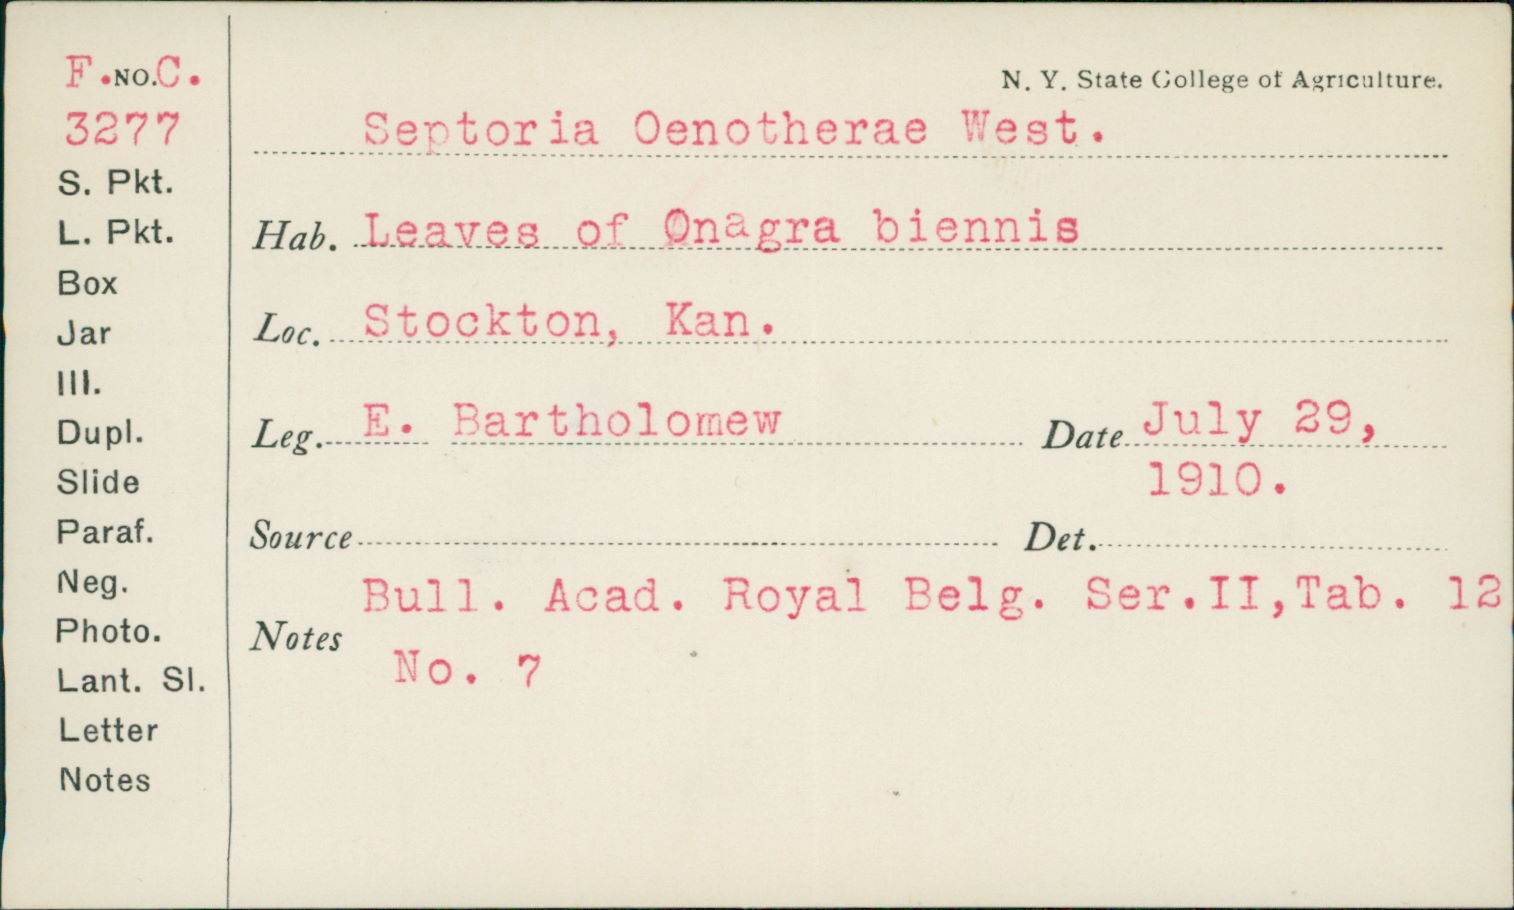 F.NO.C.
3277
S. Pkt.
L. Pkt.
Box
Jar
Ill.
Dupl.
Slide
Paraf.
Neg.
Photo.
Lant. Sl.
Letter
Notes
N. Y. State College of Agriculture.
Septoria Oenotherae West.
Hab. Leaves of Onagra biennis
Loc. Stockton, Kan.
Leg. E. Bartholomew Date July 29,
1910.
Source Det.
Notes Bull. Acad. Royal Belg. Ser.II,Tab. 12
No. 7